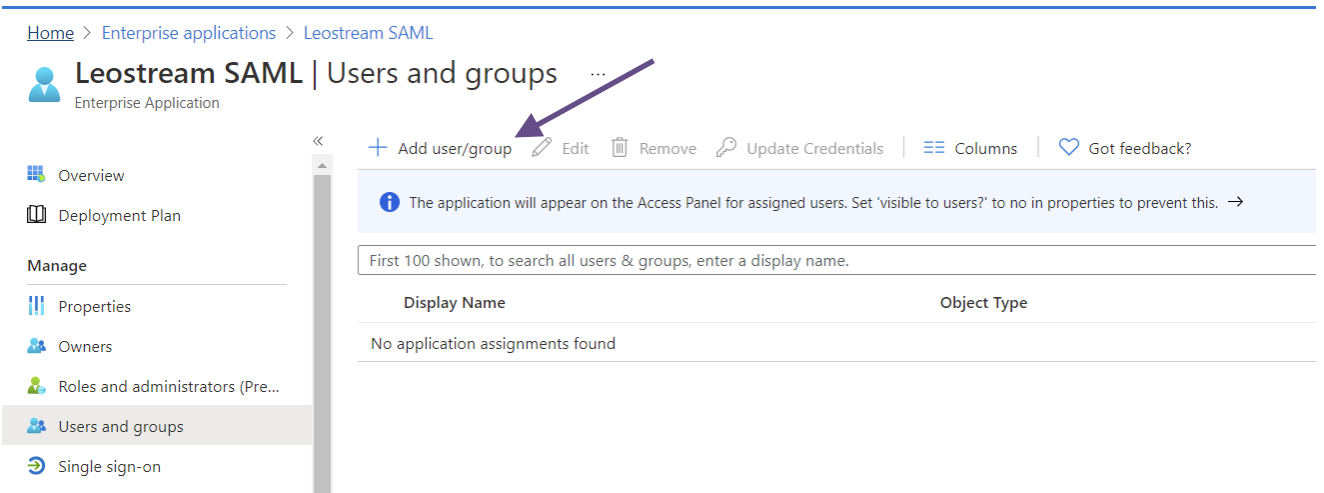 Home > Enterprise applications > Leostream SAML
Leostream SAML | Users and groups ...
Enterprise Application
«
Overview
Deployment Plan
Manage
Properties
Owners
Roles and administrators (Pre...
Users and groups
Single sign-on
+ Add user/group Edit Remove Update Credentials Columns Got feedback?
The application will appear on the Access Panel for assigned users. Set 'visible to users?' to no in properties to prevent this. →
First 100 shown, to search all users & groups, enter a display name.
Display Name Object Type
No application assignments found